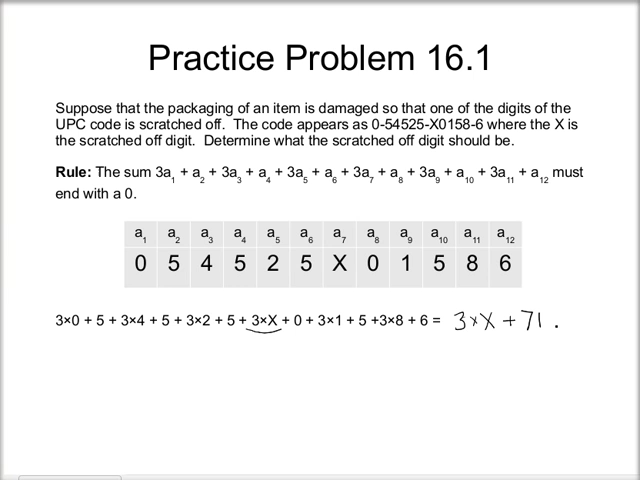 Practice Problem 16.1
Suppose that the packaging of an item is damaged so that one of the digits of the
UPC code is scratched off. The code appears as 0-54525-X0158-6 where the X is
the scratched off digit. Determine what the scratched off digit should be.
Rule: The sum 3a₁ + a₂ + 3a₃ + a₄ + 3a₅ + a₆ + 3a₇ + a₈ + 3a₉ + a₁₀ + 3a₁₁ + a₁₂ must
end with a 0.
a₁ a₂ a₃ a₄ a₅ a₆ a₇ a₈ a₉ a₁₀ a₁₁ a₁₂
0 5 4 5 2 5 X 0 1 5 8 6
3×0 + 5 + 3×4 + 5 + 3×2 + 5 + 3×X + 0 + 3×1 + 5 +3×8 + 6 = 3×X + 71 .